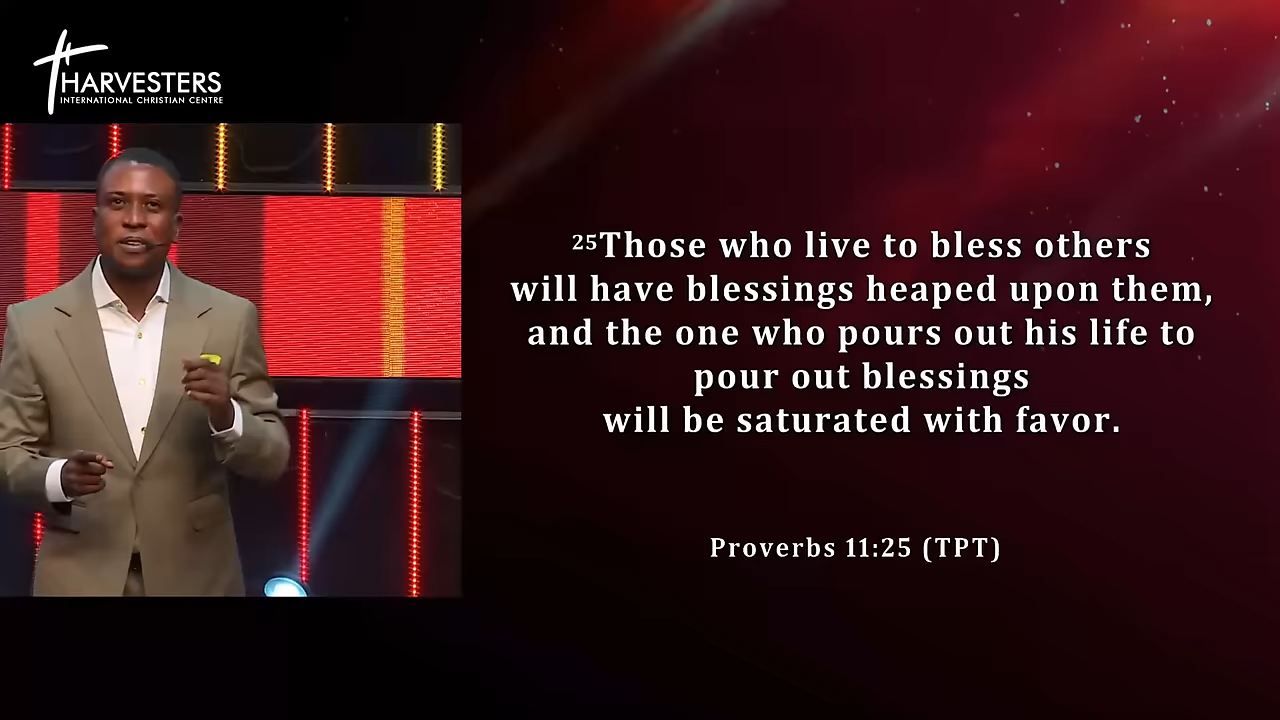 HARVESTERS
INTERNATIONAL CHRISTIAN CENTRE
²⁵Those who live to bless others
will have blessings heaped upon them,
and the one who pours out his life to
pour out blessings
will be saturated with favor.
Proverbs 11:25 (TPT)